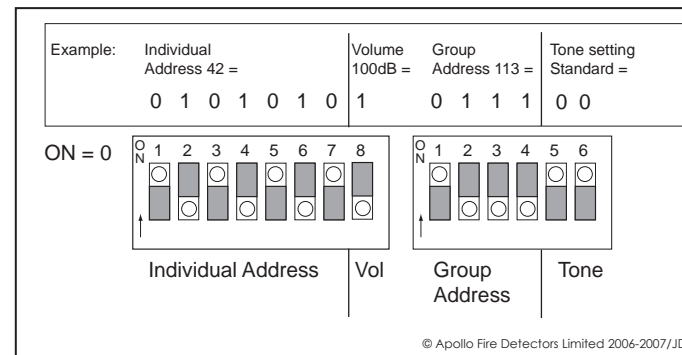 Example:
Individual
Address 42 =
Volume
100dB =
Group
Address 113 =
Tone setting
Standard =
0 1 0 1 0 1 0 1 0 1 1 1 0 0
ON = 0
ON 1 2 3 4 5 6 7 8
ON 1 2 3 4 5 6
Individual Address Vol Group
Address
Tone
© Apollo Fire Detectors Limited 2006-2007/JD